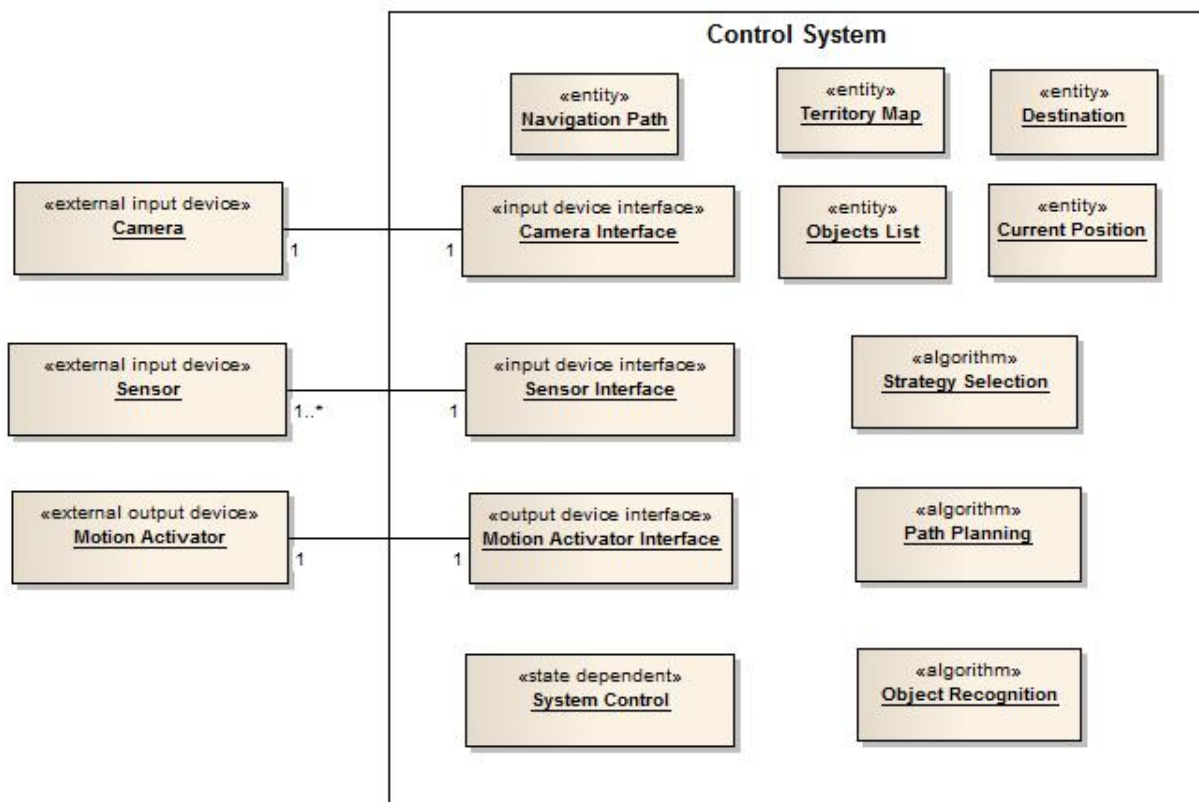 Control System
«entity»
Navigation Path
«entity»
Territory Map
«entity»
Destination
«external input device»
Camera
1
1
«input device interface»
Camera Interface
«entity»
Objects List
«entity»
Current Position
«external input device»
Sensor
1..*
1
«input device interface»
Sensor Interface
«algorithm»
Strategy Selection
«external output device»
Motion Activator
1
1
«output device interface»
Motion Activator Interface
«algorithm»
Path Planning
«state dependent»
System Control
«algorithm»
Object Recognition